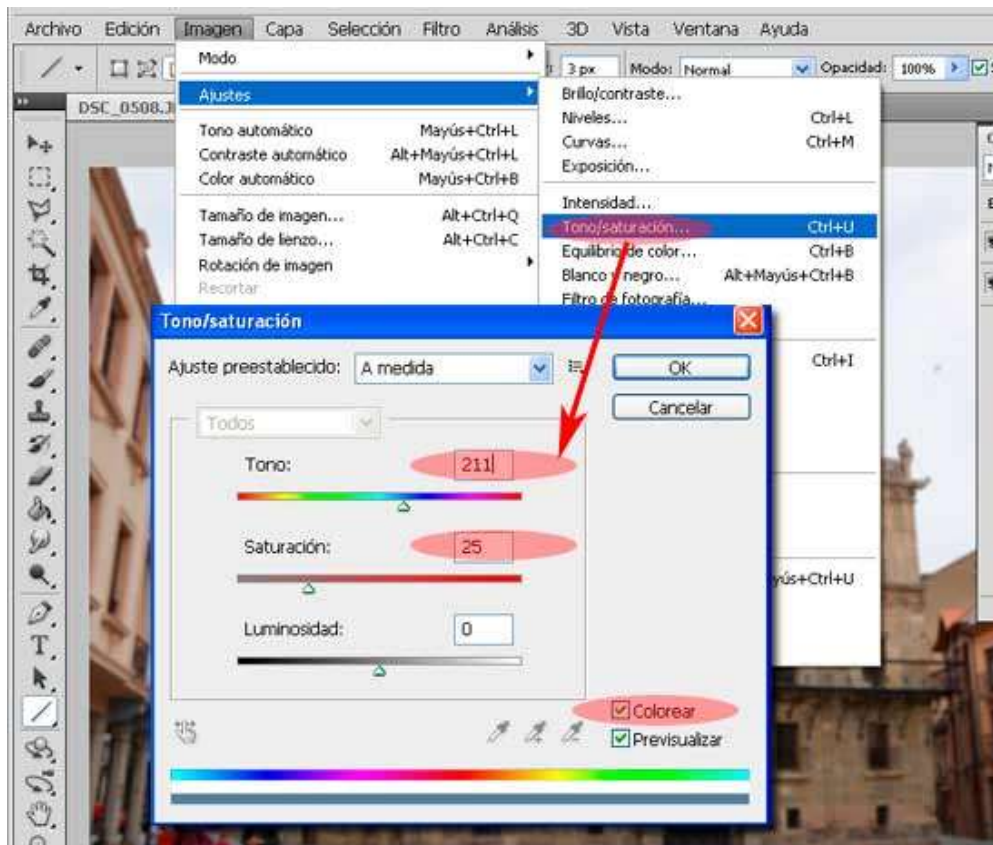 Archivo Edición Imagen Capa Selección Filtro Análisis 3D Vista Ventana Ayuda
3 px Modo: Normal Opacidad: 100%
DSC_0508.J
Modo
Ajustes
Tono automático Mayús+Ctrl+L
Contraste automático Alt+Mayús+Ctrl+L
Color automático Mayús+Ctrl+B
Tamaño de imagen... Alt+Ctrl+Q
Tamaño de lienzo... Alt+Ctrl+C
Rotación de imagen
Recortar
Brillo/contraste...
Niveles... Ctrl+L
Curvas... Ctrl+M
Exposición...
Intensidad...
Tono/saturación... Ctrl+U
Equilibrio de color... Ctrl+B
Blanco y negro... Alt+Mayús+Ctrl+B
Filtro de fotografía...
Ctrl+I
yús+Ctrl+U
Tono/saturación
Ajuste preestablecido: A medida
OK
Cancelar
Todos
Tono: 211
Saturación: 25
Luminosidad: 0
Colorear
Previsualizar